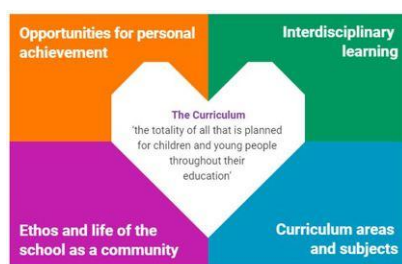 Opportunities for personal
achievement
Interdisciplinary
learning
The Curriculum
'the totality of all that is planned
for children and young people
throughout their
education'
Ethos and life of the
school as a community
Curriculum areas
and subjects